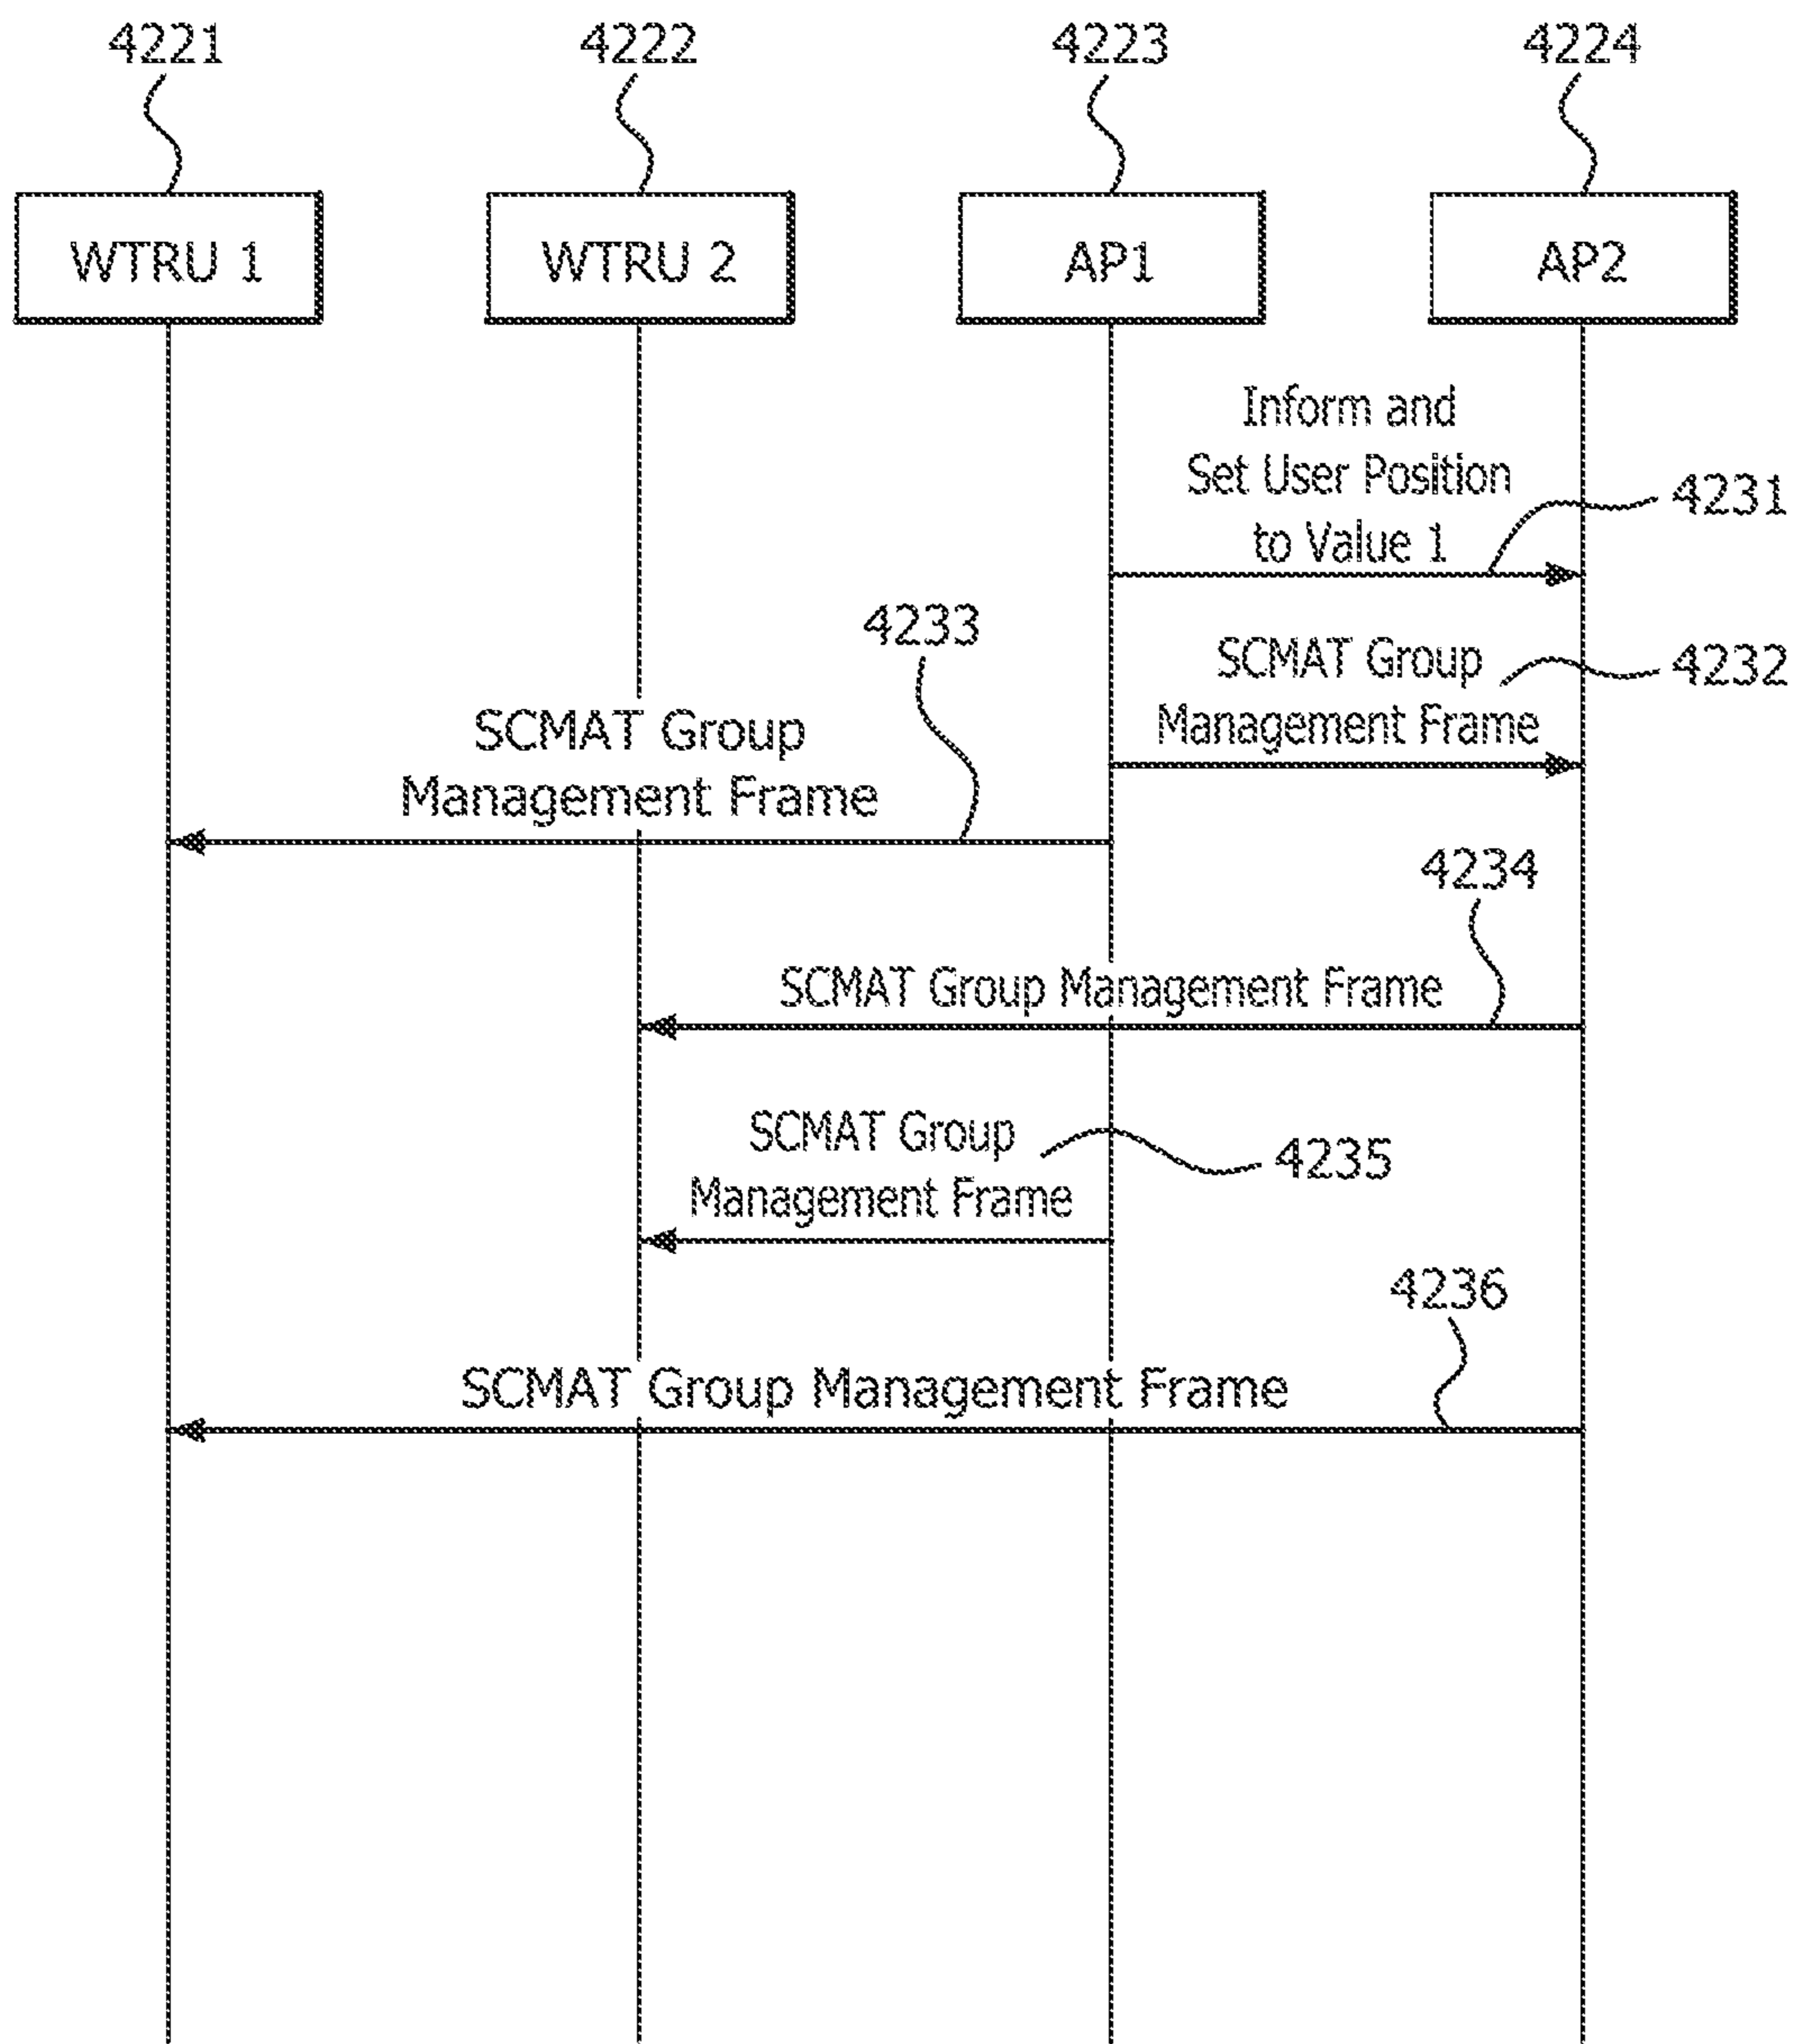 4221
4222
4223
4224
WTRU 1
WTRU 2
AP1
AP2
Inform and
Set User Position
to Value 1
4231
4233
SCMAT Group
Management Frame
4232
SCMAT Group
Management Frame
4234
SCMAT Group Management Frame
SCMAT Group
Management Frame
4235
4236
SCMAT Group Management Frame